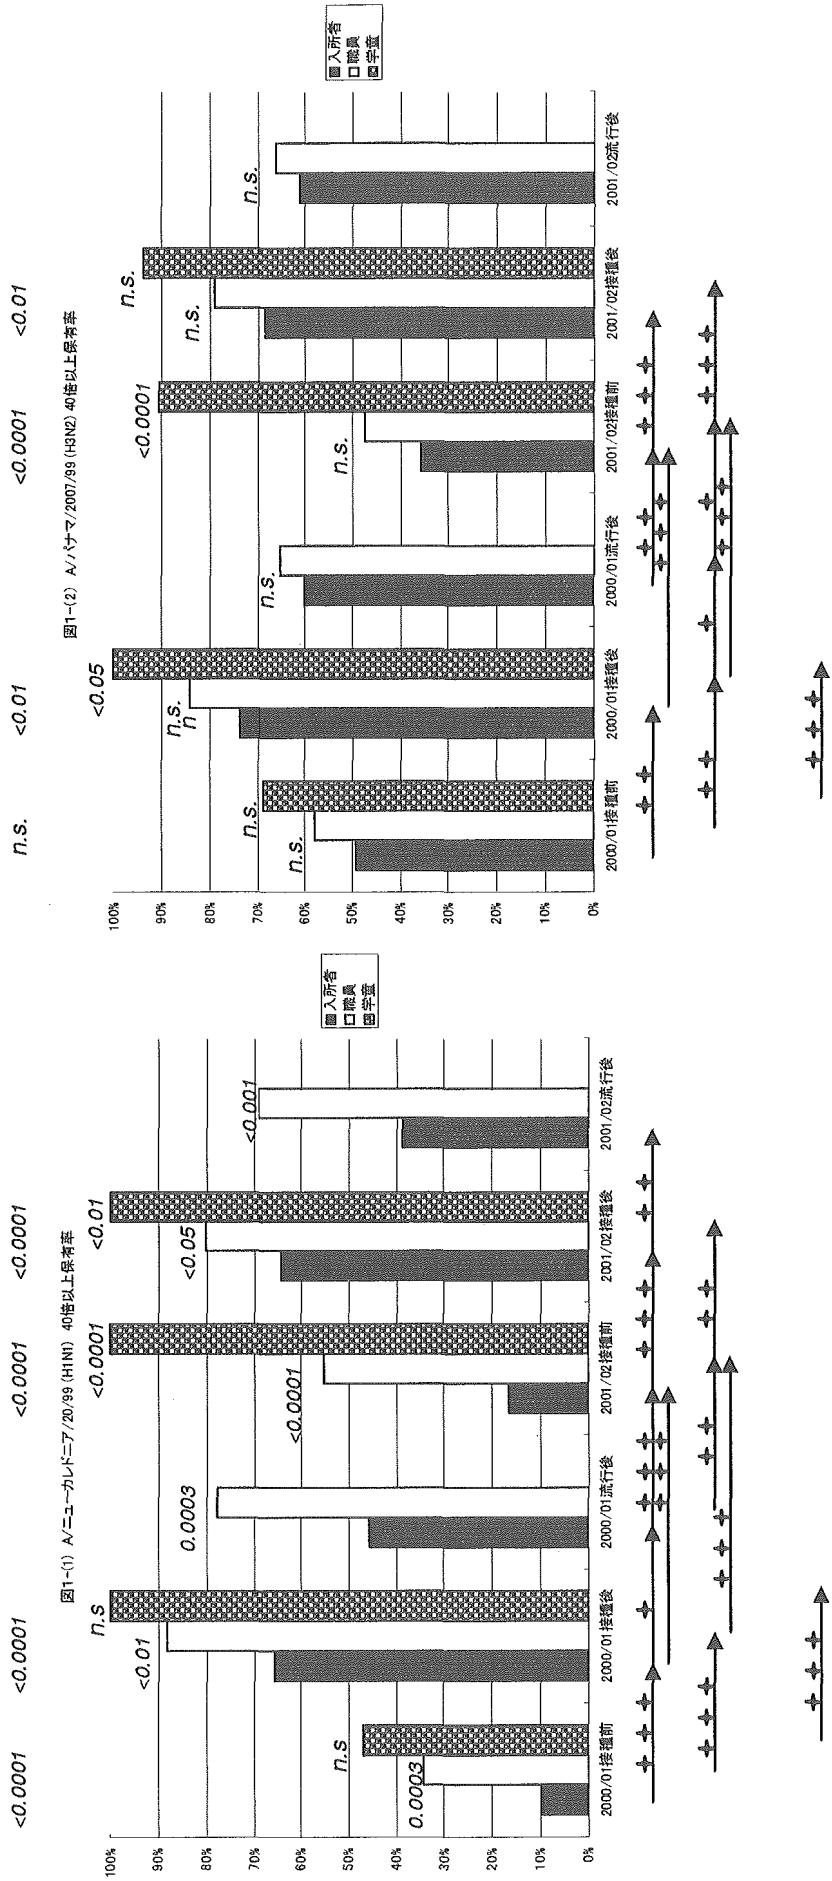 <0.0001
<0.0001
<0.0001
<0.0001
図1-(1) A/ニューカレドニア/20/99 (H1N1) 40倍以上保有率
100%
90%
80%
70%
60%
50%
40%
30%
20%
10%
0%
0.0003
n.s
<0.01
n.s
0.0003
<0.0001
<0.0001
<0.05
<0.01
<0.001
2000/01接種前
2000/01接種後
2000/01流行後
2001/02接種前
2001/02接種後
2001/02流行後
入所者
職員
学童
n.s.
<0.01
<0.0001
<0.01
図1-(2) A/パナマ/2007/99 (H3N2) 40倍以上保有率
100%
90%
80%
70%
60%
50%
40%
30%
20%
10%
0%
n.s.
n.s.
n.s.
n
<0.05
n.s.
n.s.
<0.0001
n.s.
n.s.
n.s.
2000/01接種前
2000/01接種後
2000/01流行後
2001/02接種前
2001/02接種後
2001/02流行後
入所者
職員
学童